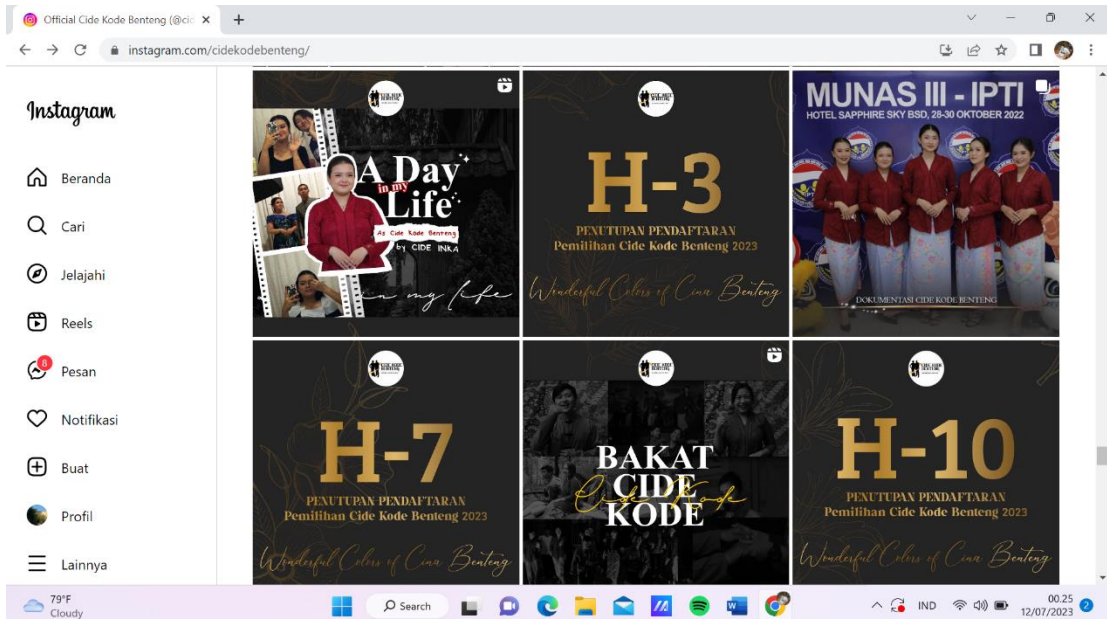 Official Cide Kode Benteng (@cid
instagram.com/cidekodebenteng/
Instagram
Beranda
Cari
Jelajahi
Reels
8
Pesan
Notifikasi
Buat
Profil
Lainnya
A Day
in my
Life
As Cide Kode Benteng
by CIDE INKA
in my life
H-3
PENUTUPAN PENDAFTARAN
Pemilihan Cide Kode Benteng 2023
Wonderful Colors of Cina Benteng
MUNAS III - IPTI
HOTEL SAPPHIRE SKY BSD, 28-30 OKTOBER 2022
DOKUMENTASI CIDE KODE BENTENG
H-7
PENUTUPAN PENDAFTARAN
Pemilihan Cide Kode Benteng 2023
Wonderful Colors of Cina Benteng
BAKAT
CIDE
Cide Kode
KODE
H-10
PENUTUPAN PENDAFTARAN
Pemilihan Cide Kode Benteng 2023
Wonderful Colors of Cina Benteng
79°F
Cloudy
Search
IND
00.25
12/07/2023
2